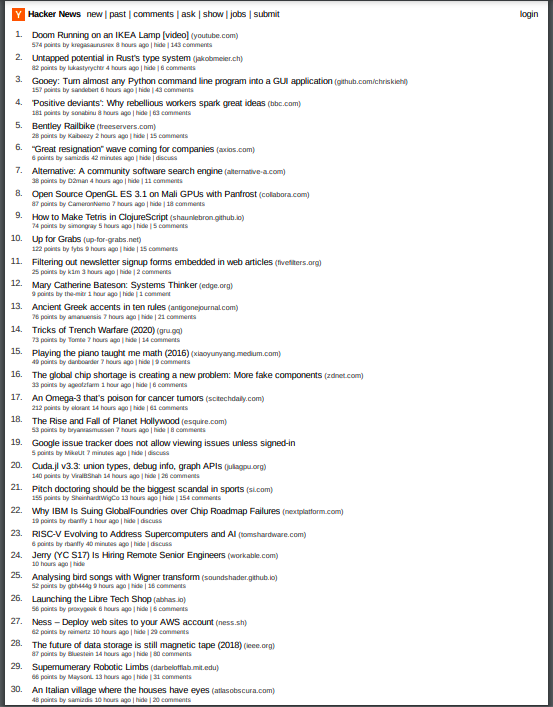 Y Hacker News new | past | comments | ask | show | jobs | submit login
1. Doom Running on an IKEA Lamp [video] (youtube.com)
574 points by kregasaurusrex 8 hours ago | hide | 143 comments
2. Untapped potential in Rust's type system (jakobmeier.ch)
82 points by lukastyrychtr 4 hours ago | hide | 6 comments
3. Gooey: Turn almost any Python command line program into a GUI application (github.com/chriskiehl)
157 points by sandebert 6 hours ago | hide | 43 comments
4. 'Positive deviants': Why rebellious workers spark great ideas (bbc.com)
181 points by sonabinu 8 hours ago | hide | 63 comments
5. Bentley Railbike (freeservers.com)
28 points by Kaibeezy 2 hours ago | hide | 15 comments
6. “Great resignation” wave coming for companies (axios.com)
6 points by samizdis 42 minutes ago | hide | discuss
7. Alternative: A community software search engine (alternative-a.com)
38 points by D2man 4 hours ago | hide | 11 comments
8. Open Source OpenGL ES 3.1 on Mali GPUs with Panfrost (collabora.com)
87 points by CameronNemo 7 hours ago | hide | 18 comments
9. How to Make Tetris in ClojureScript (shaunlebron.github.io)
74 points by simongray 5 hours ago | hide | 5 comments
10. Up for Grabs (up-for-grabs.net)
122 points by fybs 9 hours ago | hide | 15 comments
11. Filtering out newsletter signup forms embedded in web articles (fivefilters.org)
25 points by k1m 3 hours ago | hide | 2 comments
12. Mary Catherine Bateson: Systems Thinker (edge.org)
9 points by the-mitr 1 hour ago | hide | 1 comment
13. Ancient Greek accents in ten rules (antigonejournal.com)
76 points by amanuensis 7 hours ago | hide | 21 comments
14. Tricks of Trench Warfare (2020) (gru.gq)
73 points by Tomte 7 hours ago | hide | 14 comments
15. Playing the piano taught me math (2016) (xiaoyunyang.medium.com)
49 points by danboarder 7 hours ago | hide | 9 comments
16. The global chip shortage is creating a new problem: More fake components (zdnet.com)
33 points by ageofzfarm 1 hour ago | hide | 6 comments
17. An Omega-3 that's poison for cancer tumors (scitechdaily.com)
212 points by elorant 14 hours ago | hide | 61 comments
18. The Rise and Fall of Planet Hollywood (esquire.com)
53 points by bryanrasmussen 7 hours ago | hide | 8 comments
19. Google issue tracker does not allow viewing issues unless signed-in
5 points by MikeUt 7 minutes ago | hide | discuss
20. Cuda.jl v3.3: union types, debug info, graph APIs (juliagpu.org)
140 points by ViralBShah 14 hours ago | hide | 26 comments
21. Pitch doctoring should be the biggest scandal in sports (si.com)
155 points by SheinhardtWigCo 13 hours ago | hide | 154 comments
22. Why IBM Is Suing GlobalFoundries over Chip Roadmap Failures (nextplatform.com)
19 points by rbanffy 1 hour ago | hide | discuss
23. RISC-V Evolving to Address Supercomputers and AI (tomshardware.com)
6 points by rbanffy 40 minutes ago | hide | discuss
24. Jerry (YC S17) Is Hiring Remote Senior Engineers (workable.com)
10 hours ago | hide
25. Analysing bird songs with Wigner transform (soundshader.github.io)
52 points by gbh444g 9 hours ago | hide | 16 comments
26. Launching the Libre Tech Shop (abhas.io)
56 points by proxygeek 6 hours ago | hide | 6 comments
27. Ness – Deploy web sites to your AWS account (ness.sh)
62 points by reimertz 10 hours ago | hide | 29 comments
28. The future of data storage is still magnetic tape (2018) (ieee.org)
87 points by Bluestein 14 hours ago | hide | 80 comments
29. Supernumerary Robotic Limbs (darbelofflab.mit.edu)
66 points by MaysonL 13 hours ago | hide | 31 comments
30. An Italian village where the houses have eyes (atlasobscura.com)
48 points by samizdis 10 hours ago | hide | 20 comments